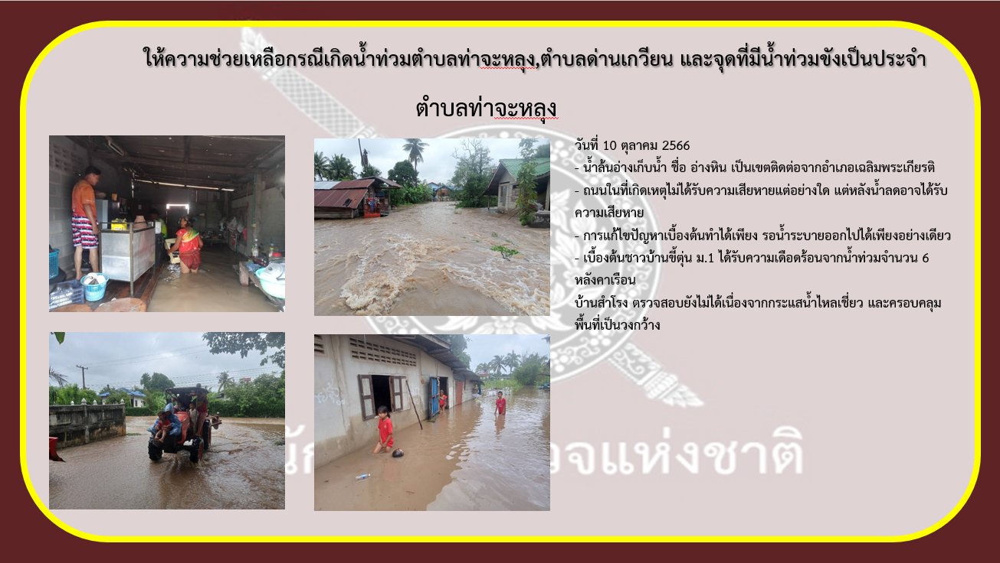 ให้ความช่วยเหลือกรณีเกิดน้ำท่วมตำบลท่าจะหลุง,ตำบลด่านเกวียน และจุดที่มีน้ำท่วมขังเป็นประจำ
ตำบลท่าจะหลุง
วันที่ 10 ตุลาคม 2566
- น้ำล้นอ่างเก็บน้ำ ชื่อ อ่างหิน เป็นเขตติดต่อจากอำเภอเฉลิมพระเกียรติ
- ถนนในที่เกิดเหตุไม่ได้รับความเสียหายแต่อย่างใด แต่หลังน้ำลดอาจได้รับ
ความเสียหาย
- การแก้ไขปัญหาเบื้องต้นทำได้เพียง รอน้ำระบายออกไปได้เพียงอย่างเดียว
- เบื้องต้นชาวบ้านขี้ตุ่น ม.1 ได้รับความเดือดร้อนจากน้ำท่วมจำนวน 6
หลังคาเรือน
บ้านสำโรง ตรวจสอบยังไม่ได้เนื่องจากกระแสน้ำไหลเชี่ยว และครอบคลุม
พื้นที่เป็นวงกว้าง
แห่งชาติ